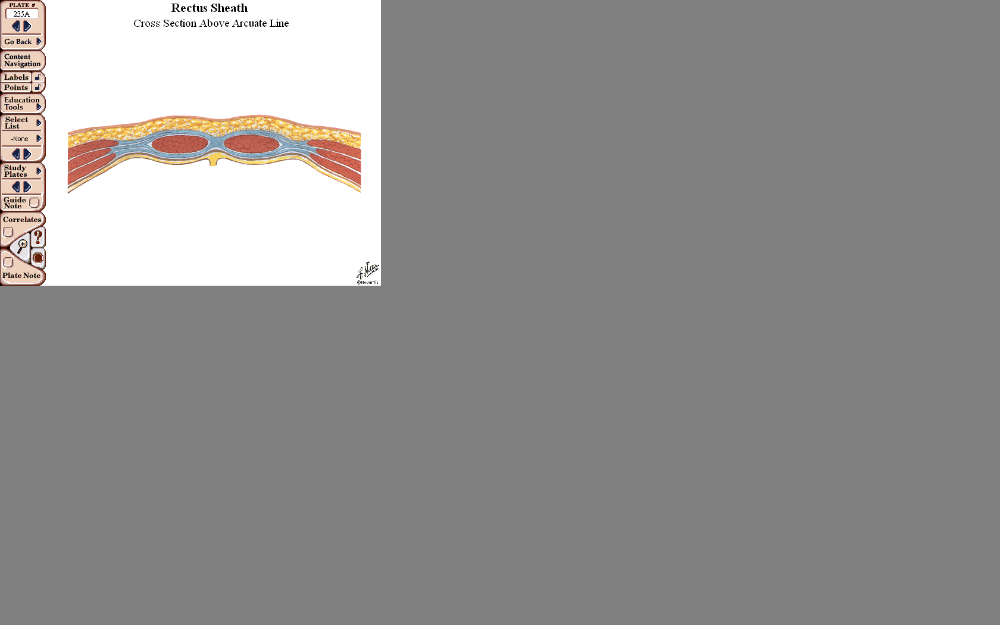 PLATE #
235A
Go Back
Content
Navigation
Labels
Points
Education
Tools
Select
List
-None
Study
Plates
Guide
Note
Correlates
?
Plate Note
Rectus Sheath
Cross Section Above Arcuate Line
F. Netter
©Novartis